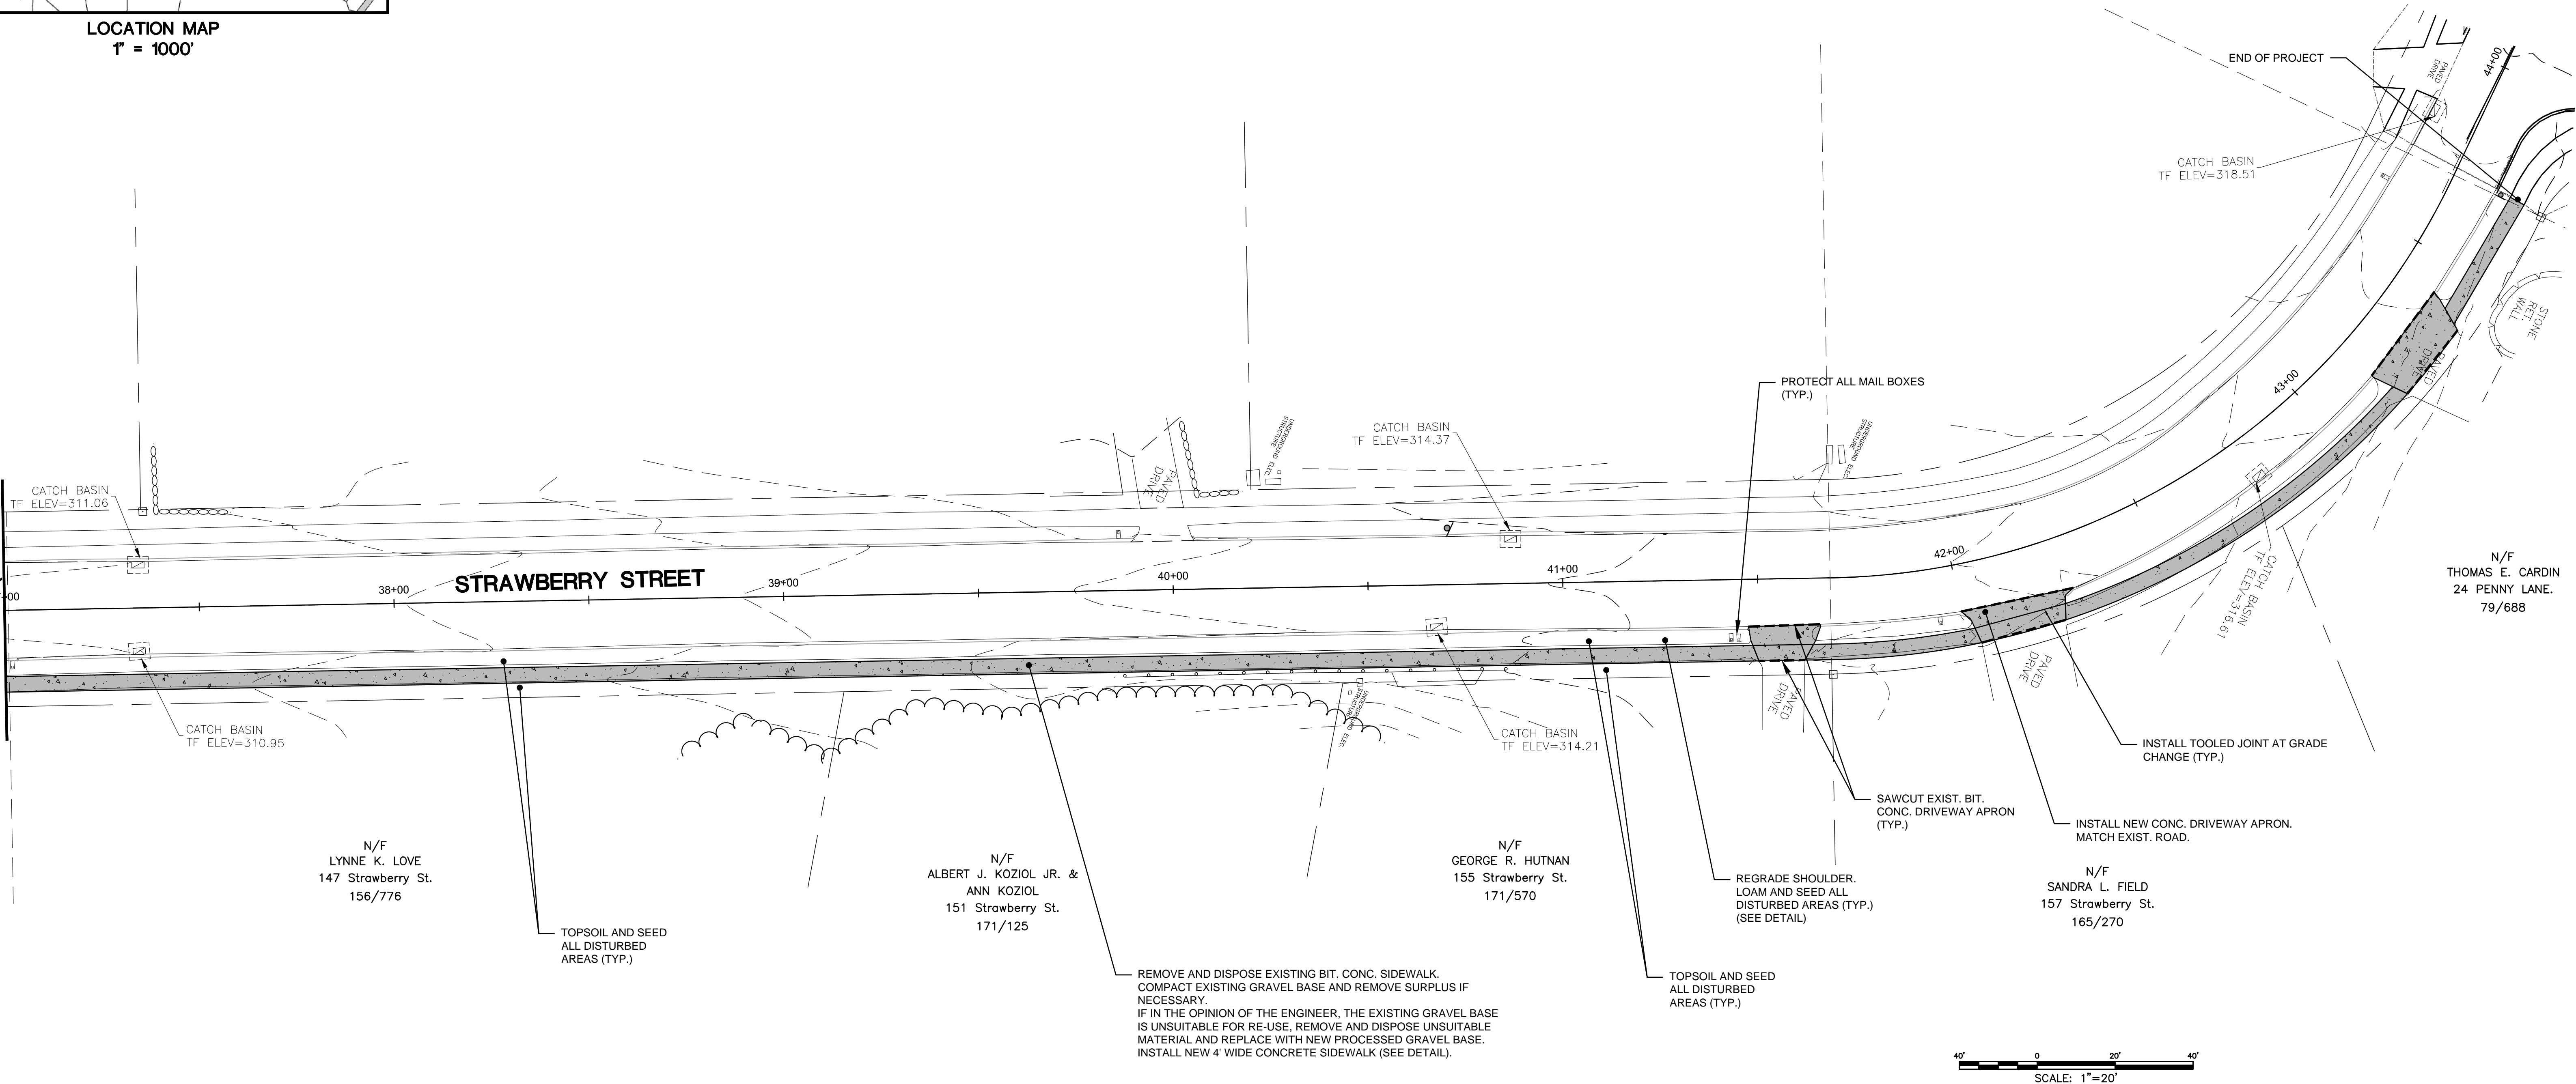 LOCATION MAP
1" = 1000'
END OF PROJECT
PAVED
DRIVE
44+00
CATCH BASIN
TF ELEV=318.51
STONE
RET.
WALL
PAVED
DRIVE
43+00
PROTECT ALL MAIL BOXES
(TYP.)
UNDERGROUND ELEC.
STRUCTURE
CATCH BASIN
TF ELEV=314.37
UNDERGROUND ELEC.
STRUCTURE
PAVED
DRIVE
CATCH BASIN
TF ELEV=311.06
STRAWBERRY STREET
38+00
39+00
40+00
41+00
42+00
CATCH BASIN
TF ELEV=316.61
N/F
THOMAS E. CARDIN
24 PENNY LANE.
79/688
CATCH BASIN
TF ELEV=310.95
UNDERGROUND ELEC.
STRUCTURE
CATCH BASIN
TF ELEV=314.21
PAVED
DRIVE
PAVED
DRIVE
INSTALL TOOLED JOINT AT GRADE
CHANGE (TYP.)
SAWCUT EXIST. BIT.
CONC. DRIVEWAY APRON
(TYP.)
INSTALL NEW CONC. DRIVEWAY APRON.
MATCH EXIST. ROAD.
N/F
LYNNE K. LOVE
147 Strawberry St.
156/776
N/F
ALBERT J. KOZIOL JR. &
ANN KOZIOL
151 Strawberry St.
171/125
N/F
GEORGE R. HUTNAN
155 Strawberry St.
171/570
REGRADE SHOULDER.
LOAM AND SEED ALL
DISTURBED AREAS (TYP.)
(SEE DETAIL)
N/F
SANDRA L. FIELD
157 Strawberry St.
165/270
TOPSOIL AND SEED
ALL DISTURBED
AREAS (TYP.)
REMOVE AND DISPOSE EXISTING BIT. CONC. SIDEWALK.
COMPACT EXISTING GRAVEL BASE AND REMOVE SURPLUS IF
NECESSARY.
IF IN THE OPINION OF THE ENGINEER, THE EXISTING GRAVEL BASE
IS UNSUITABLE FOR RE-USE, REMOVE AND DISPOSE UNSUITABLE
MATERIAL AND REPLACE WITH NEW PROCESSED GRAVEL BASE.
INSTALL NEW 4' WIDE CONCRETE SIDEWALK (SEE DETAIL).
TOPSOIL AND SEED
ALL DISTURBED
AREAS (TYP.)
40' 0 20' 40'
SCALE: 1"=20'